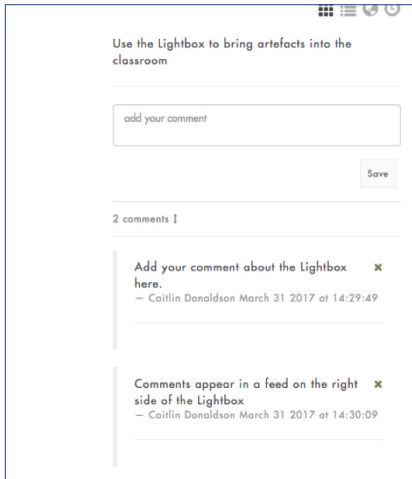 Use the Lightbox to bring artefacts into the
classroom
add your comment
Save
2 comments
Add your comment about the Lightbox
here.
— Caitlin Donaldson March 31 2017 at 14:29:49
Comments appear in a feed on the right
side of the Lightbox
— Caitlin Donaldson March 31 2017 at 14:30:09